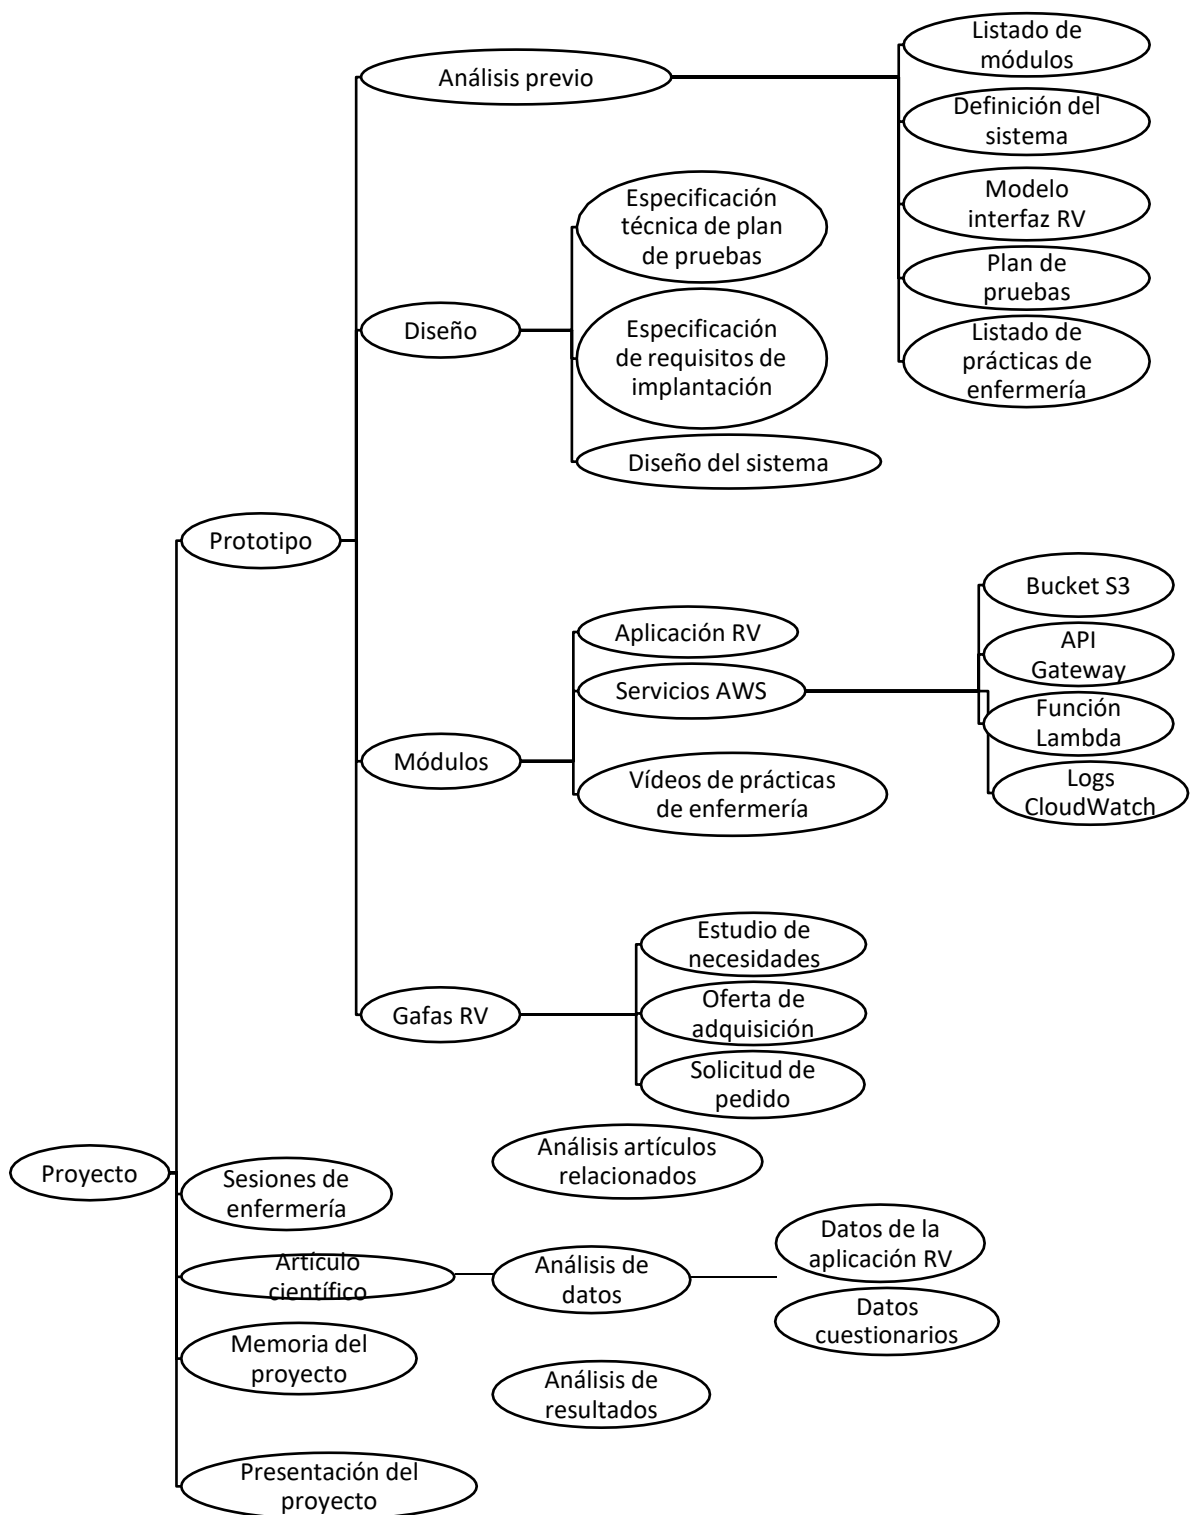 Listado de
módulos
Análisis previo
Definición del
sistema
Especificación
técnica de plan
de pruebas
Modelo
interfaz RV
Plan de
pruebas
Diseño
Especificación
de requisitos de
implantación
Listado de
prácticas de
enfermería
Diseño del sistema
Prototipo
Bucket S3
Aplicación RV
API
Gateway
Servicios AWS
Función
Lambda
Módulos
Vídeos de prácticas
de enfermería
Logs
CloudWatch
Estudio de
necesidades
Gafas RV
Oferta de
adquisición
Solicitud de
pedido
Análisis artículos
relacionados
Proyecto
Sesiones de
enfermería
Datos de la
aplicación RV
Artículo
científico
Análisis de
datos
Datos
cuestionarios
Memoria del
proyecto
Análisis de
resultados
Presentación del
proyecto